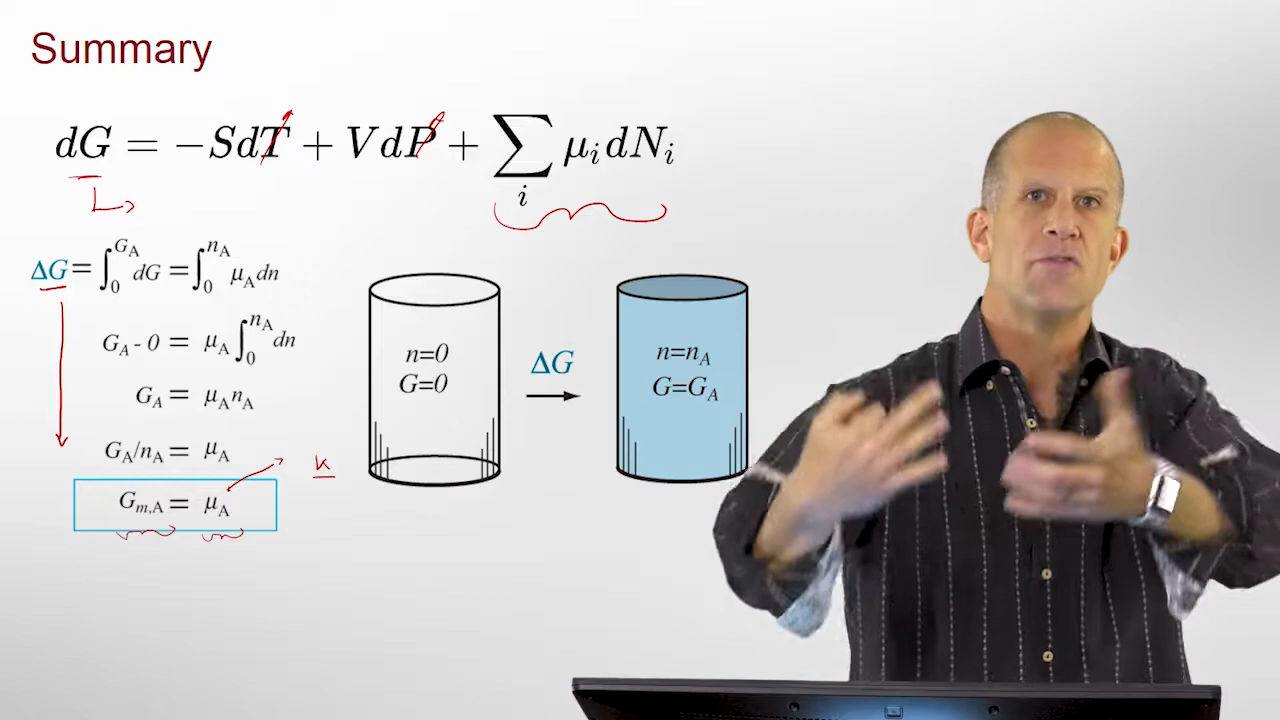 Summary
dG = −SdT + VdP + ∑ᵢ μᵢdNᵢ
ΔG = ∫₀^{G_A} dG = ∫₀^{n_A} μ_A dn
G_A - 0 = μ_A ∫₀^{n_A} dn
G_A = μ_A n_A
G_A/n_A = μ_A
G_{m,A} = μ_A
n=0
G=0
ΔG
n=n_A
G=G_A